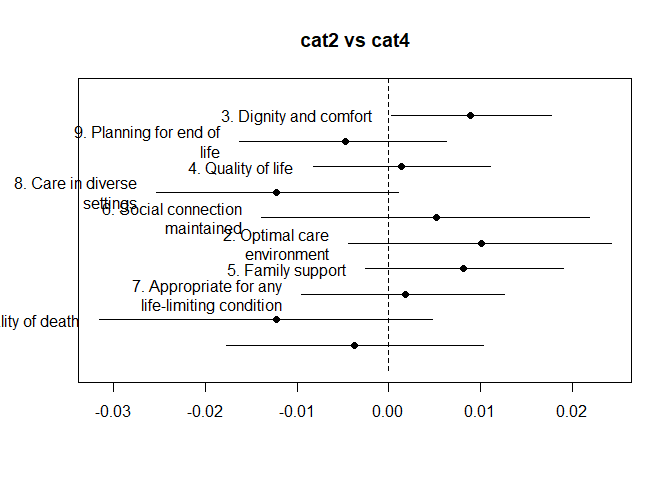 cat2 vs cat4
3. Dignity and comfort
9. Planning for end of
life
4. Quality of life
8. Care in diverse
settings
6. Social connection
maintained
2. Optimal care
environment
5. Family support
7. Appropriate for any
life-limiting condition
lity of death
-0.03 -0.02 -0.01 0.00 0.01 0.02